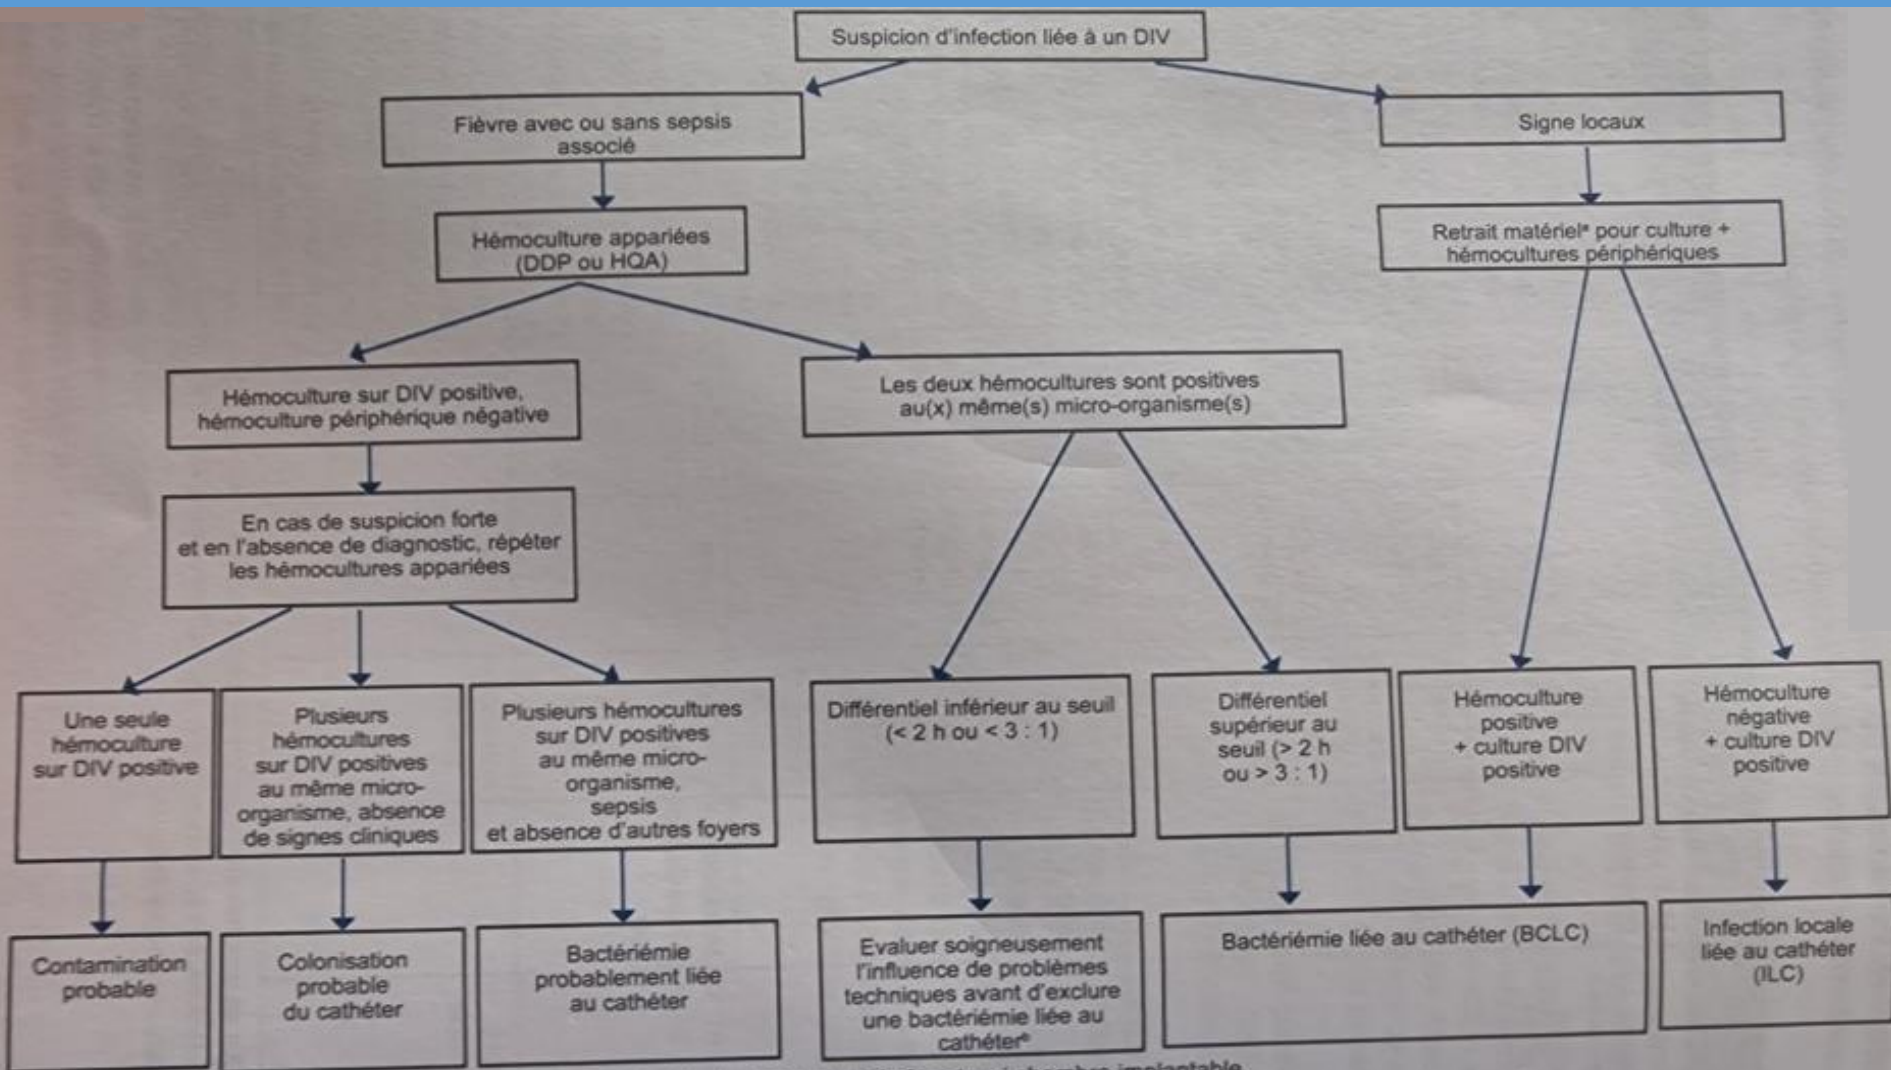 Suspicion d'infection liée à un DIV
Fièvre avec ou sans sepsis
associé
Signe locaux
Hémoculture appariées
(DDP ou HQA)
Retrait matérielᵃ pour culture +
hémocultures périphériques
Hémoculture sur DIV positive,
hémoculture périphérique négative
Les deux hémocultures sont positives
au(x) même(s) micro-organisme(s)
En cas de suspicion forte
et en l'absence de diagnostic, répéter
les hémocultures appariées
Une seule
hémoculture
sur DIV positive
Plusieurs
hémocultures
sur DIV positives
au même micro-
organisme, absence
de signes cliniques
Plusieurs hémocultures
sur DIV positives
au même micro-
organisme,
sepsis
et absence d'autres foyers
Différentiel inférieur au seuil
(< 2 h ou < 3 : 1)
Différentiel
supérieur au
seuil (> 2 h
ou > 3 : 1)
Hémoculture
positive
+ culture DIV
positive
Hémoculture
négative
+ culture DIV
positive
Contamination
probable
Colonisation
probable
du cathéter
Bactériémie
probablement liée
au cathéter
Evaluer soigneusement
l'influence de problèmes
techniques avant d'exclure
une bactériémie liée au
cathéterᵇ
Bactériémie liée au cathéter (BCLC)
Infection locale
liée au cathéter
(ILC)
implantable